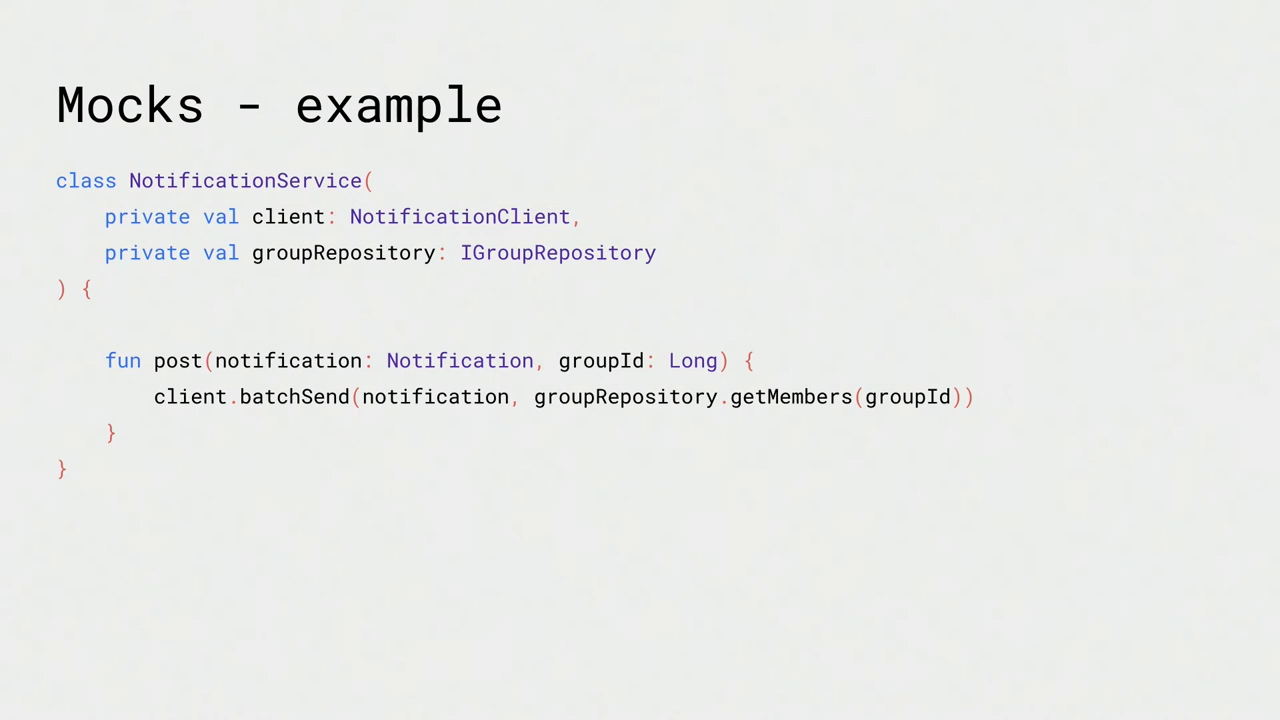 Mocks - example
class NotificationService(
    private val client: NotificationClient,
    private val groupRepository: IGroupRepository
) {
    fun post(notification: Notification, groupId: Long) {
        client.batchSend(notification, groupRepository.getMembers(groupId))
    }
}